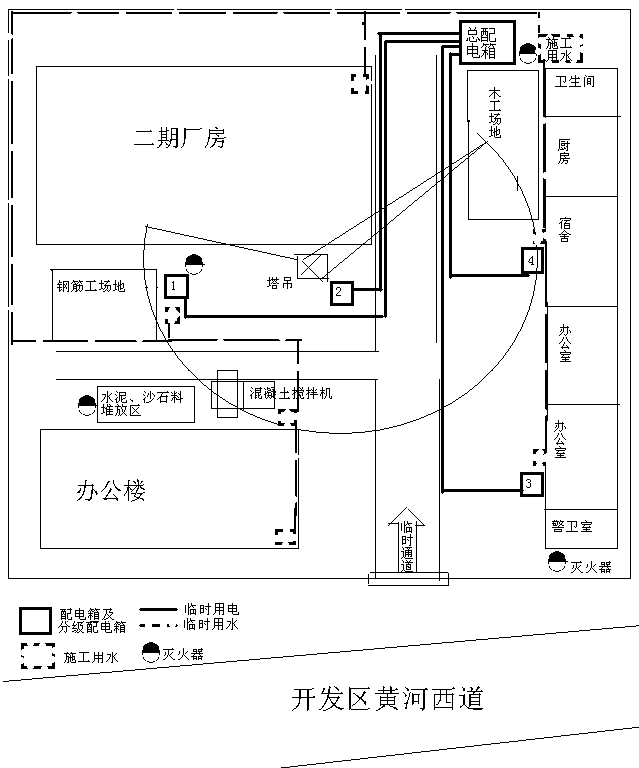 总配
电箱
施工
用水
卫生间
木工场地
二期厂房
厨房
宿舍
4
塔吊
钢筋工场地
1
2
办公室
水泥、沙石料
堆放区
混凝土搅拌机
办公室
办公楼
3
临时通道
警卫室
灭火器
配电箱及
分级配电箱
临时用电
临时用水
施工用水
灭火器
开发区黄河西道